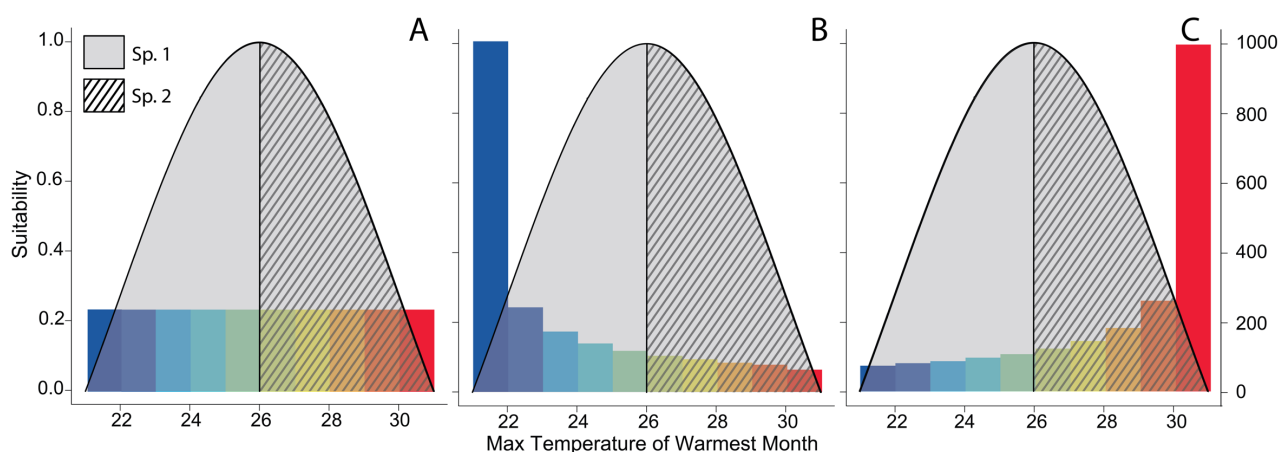 A
B
C
Sp. 1
Sp. 2
Suitability
1.0
0.8
0.6
0.4
0.2
0.0
1000
800
600
400
200
0
22 24 26 28 30
22 24 26 28 30
22 24 26 28 30
Max Temperature of Warmest Month